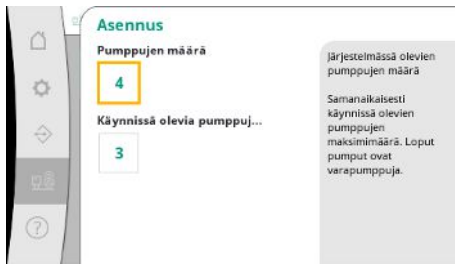 Asennus
Pumppujen määrä
4
Käynnissä olevia pumppuj...
3
Järjestelmässä olevien
pumppujen määrä
Samanaikaisesti
käynnissä olevien
pumppujen
maksimimäärä. Loput
pumput ovat
varapumppuja.
?